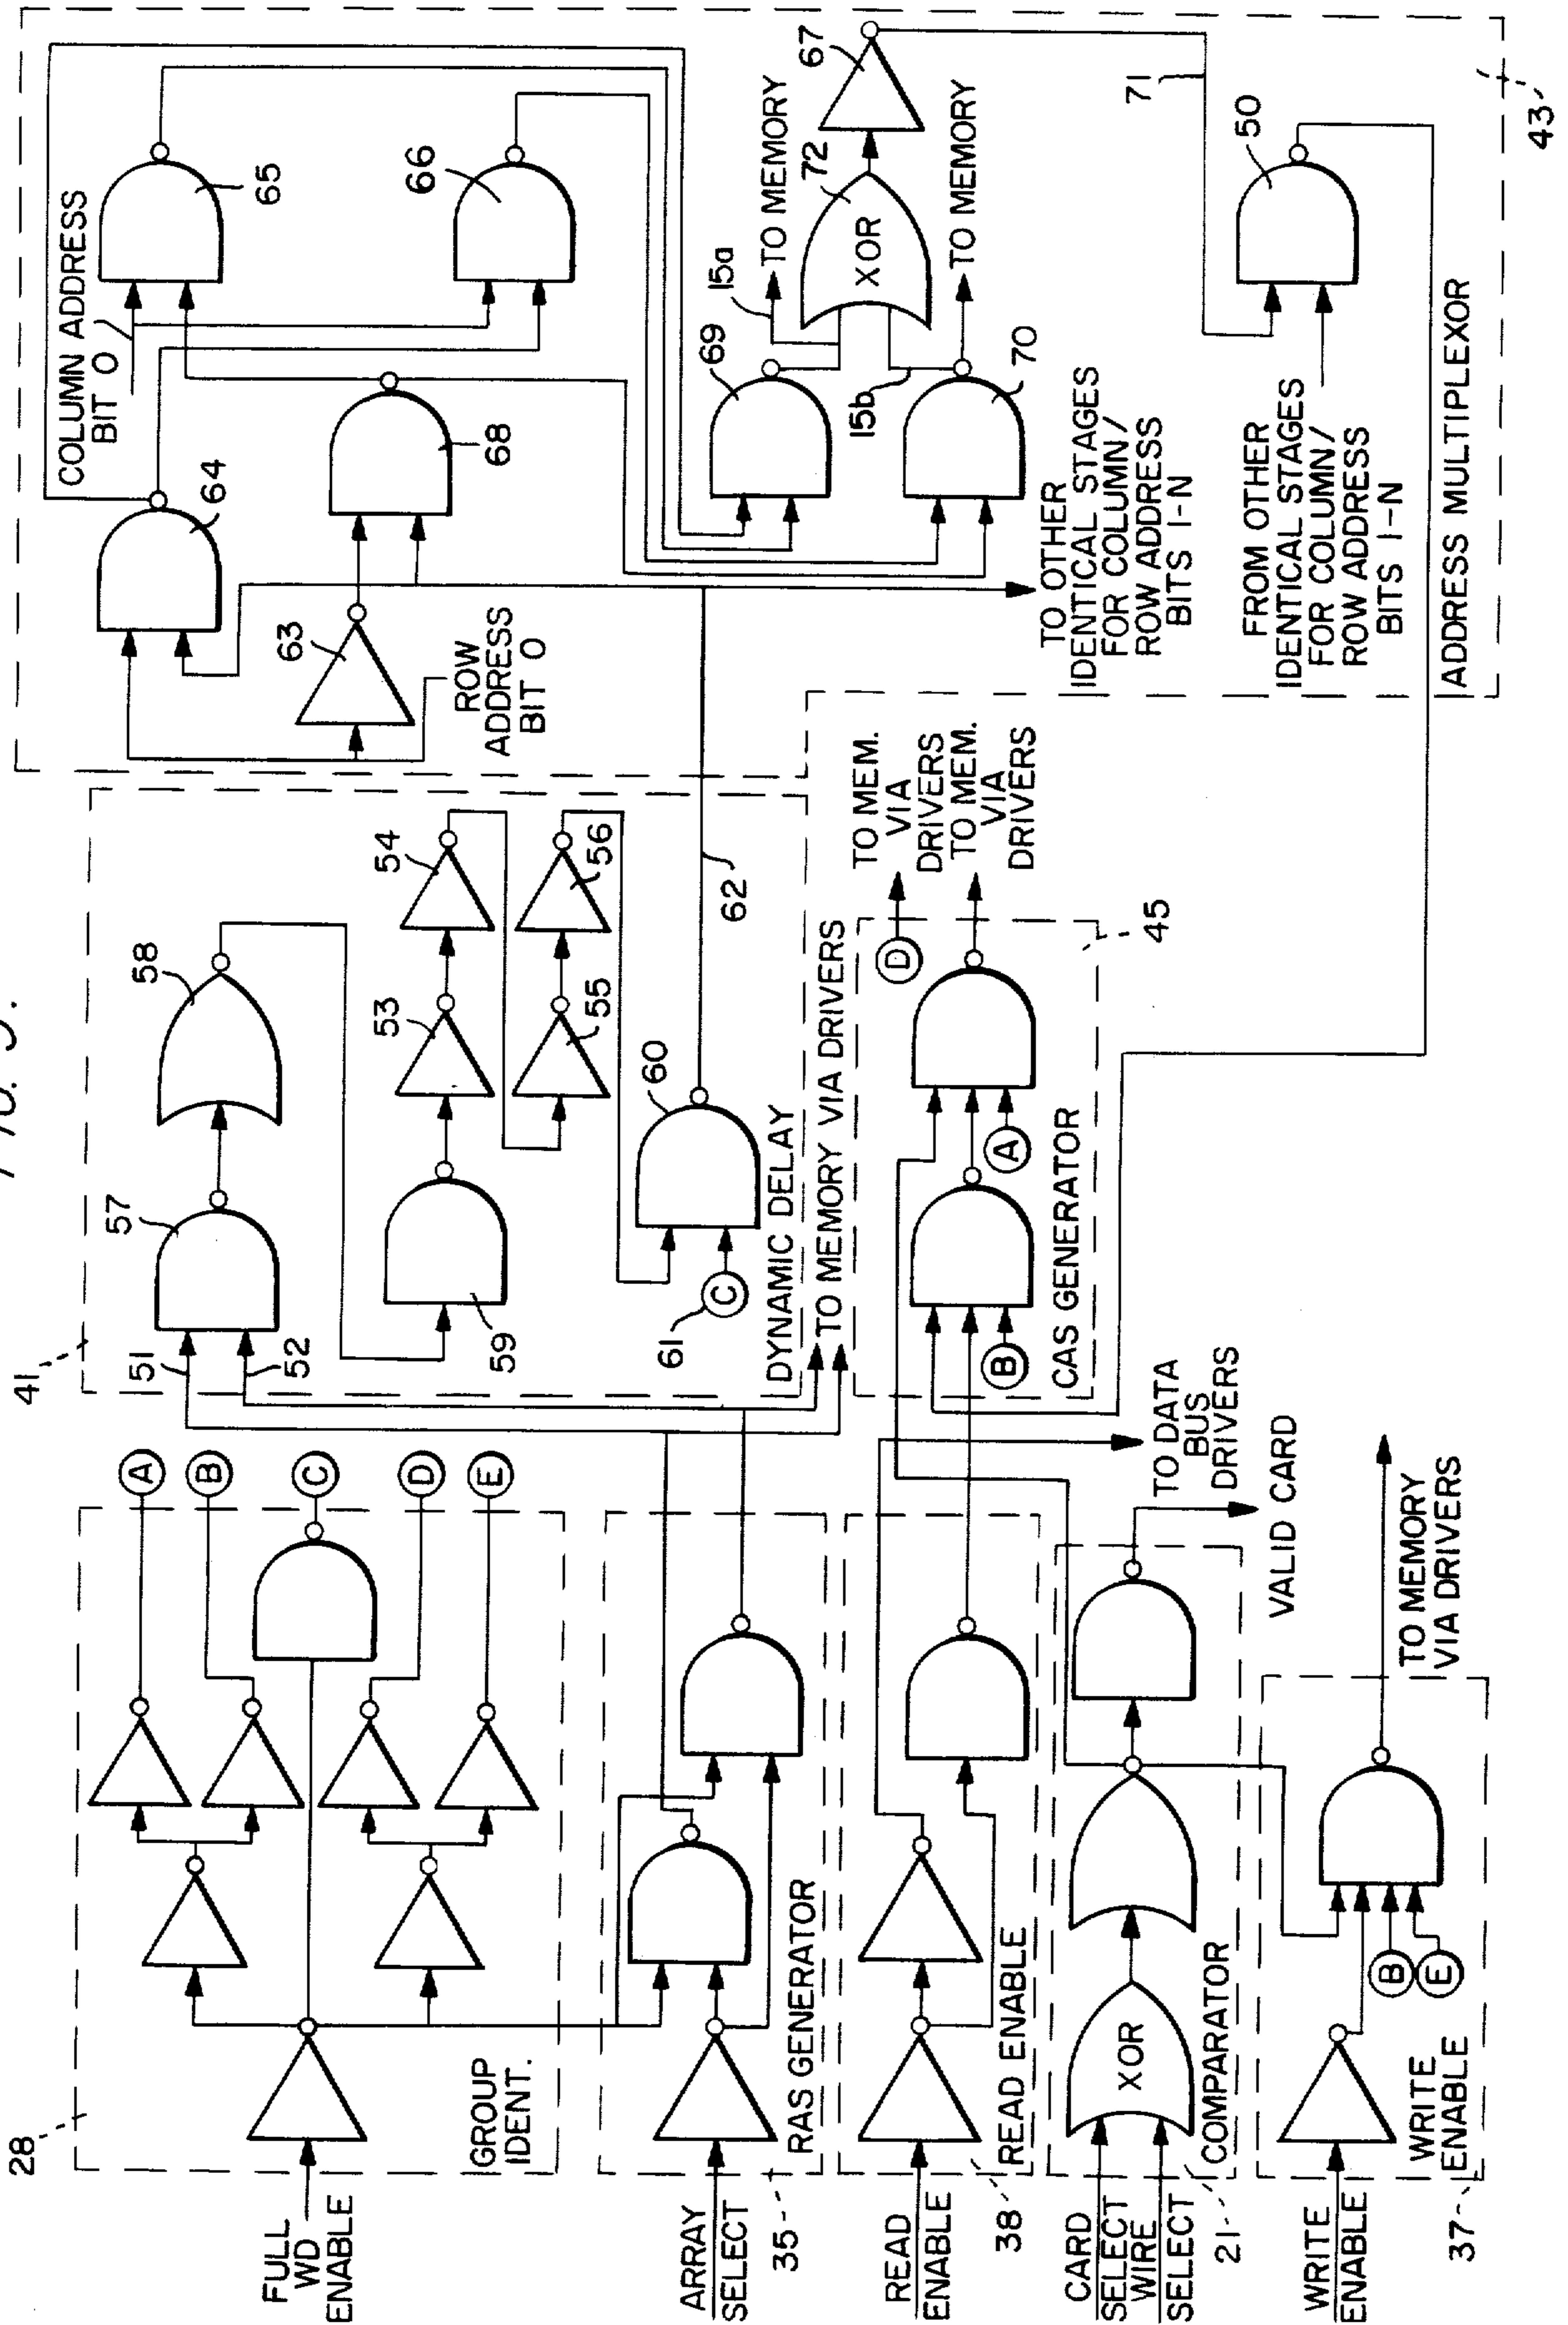 FIG. 3.
28
FULL
WD
ENABLE
GROUP
IDENT.
A
B
C
D
E
ARRAY
SELECT
35
RAS GENERATOR
READ
ENABLE
38
READ ENABLE
TO DATA
BUS
DRIVERS
CARD
SELECT
WIRE
SELECT
21
XOR
COMPARATOR
VALID CARD
WRITE
ENABLE
37
WRITE
ENABLE
B
E
TO MEMORY
VIA DRIVERS
41
51
52
57
58
59
53
54
55
56
60
61
C
62
DYNAMIC DELAY
TO MEMORY VIA DRIVERS
B
A
CAS GENERATOR
45
D
TO MEM.
VIA
DRIVERS
TO MEM.
VIA
DRIVERS
COLUMN ADDRESS
BIT 0
64
65
66
63
68
ROW
ADDRESS
BIT 0
69
70
15a
15b
TO MEMORY
72
XOR
67
TO MEMORY
71
50
TO OTHER
IDENTICAL STAGES
FOR COLUMN/
ROW ADDRESS
BITS 1-N
FROM OTHER
IDENTICAL STAGES
FOR COLUMN/
ROW ADDRESS
BITS 1-N
ADDRESS MULTIPLEXOR
43